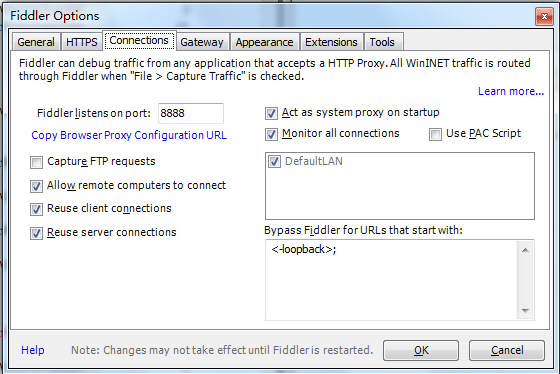 Fiddler Options
General HTTPS Connections Gateway Appearance Extensions Tools
Fiddler can debug traffic from any application that accepts a HTTP Proxy. All WinINET traffic is routed
through Fiddler when "File > Capture Traffic" is checked.
Learn more...
Fiddler listens on port: 8888
Copy Browser Proxy Configuration URL
Capture FTP requests
Allow remote computers to connect
Reuse client connections
Reuse server connections
Act as system proxy on startup
Monitor all connections Use PAC Script
DefaultLAN
Bypass Fiddler for URLs that start with:
<-loopback>;
Help Note: Changes may not take effect until Fiddler is restarted. OK Cancel